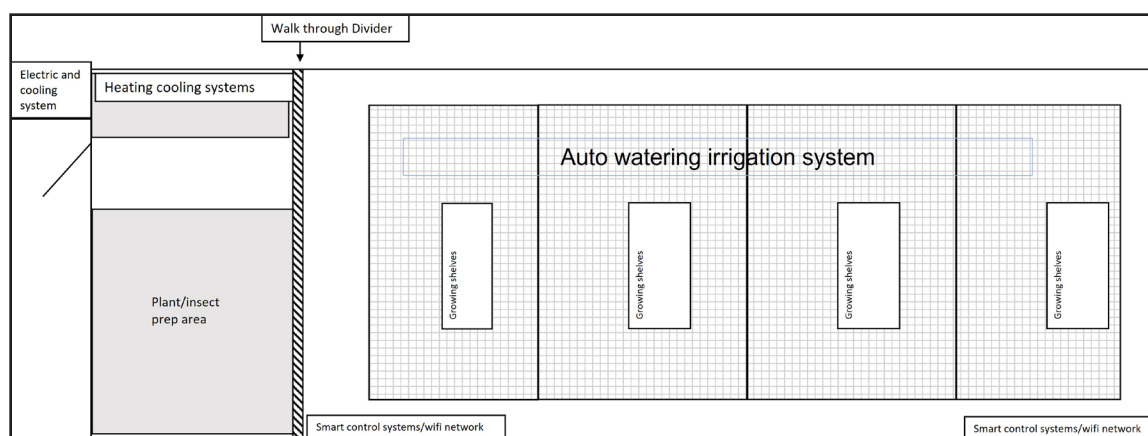 Walk through Divider
Electric and
cooling
system
Heating cooling systems
Auto watering irrigation system
Growing shelves
Growing shelves
Growing shelves
Growing shelves
Plant/insect
prep area
Smart control systems/wifi network
Smart control systems/wifi network